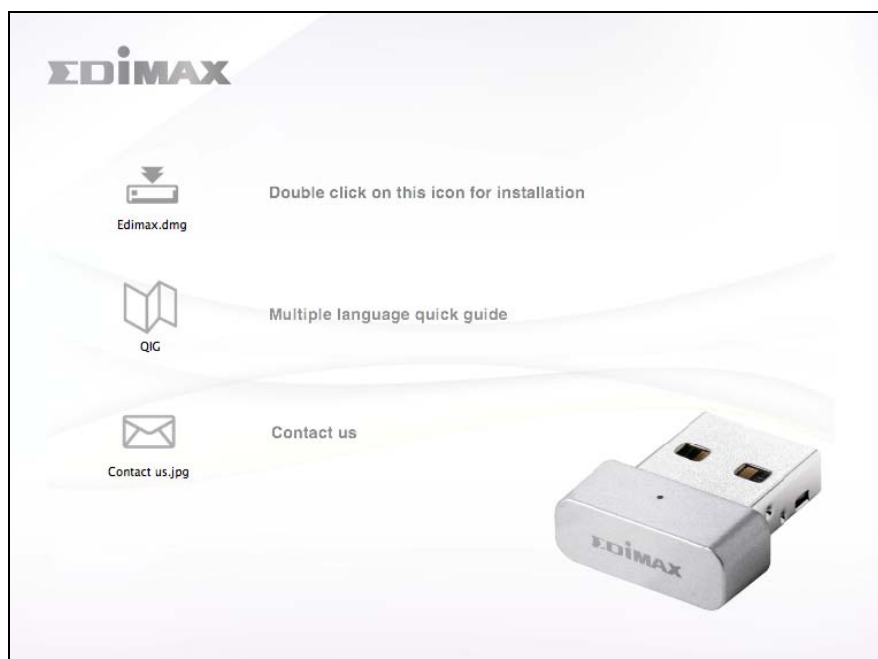 EDIMAX
Edimax.dmg
Double click on this icon for installation
QIG
Multiple language quick guide
Contact us.jpg
Contact us
EDIMAX